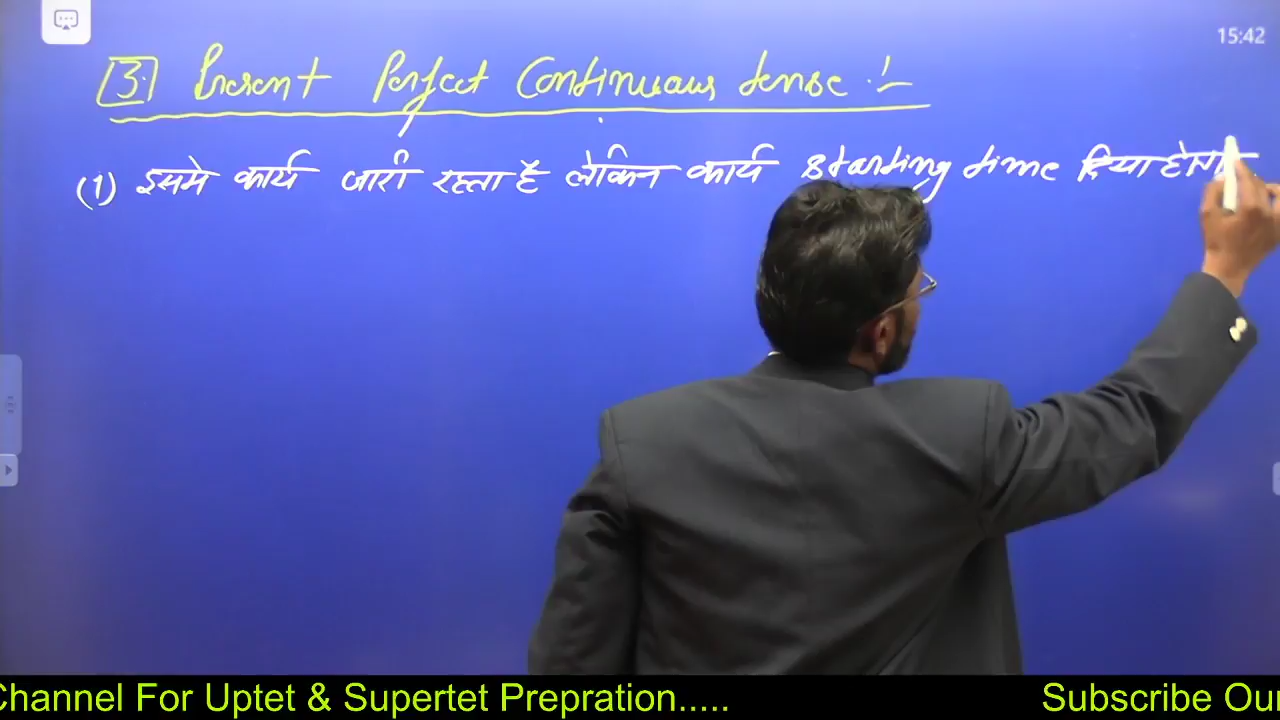 15:42
[3.] Present Perfect Continuous tense :-
(1) इसमे कार्य जारी रहता है लेकिन कार्य starting time दिया होता
Channel For Uptet & Supertet Prepration..... Subscribe Our